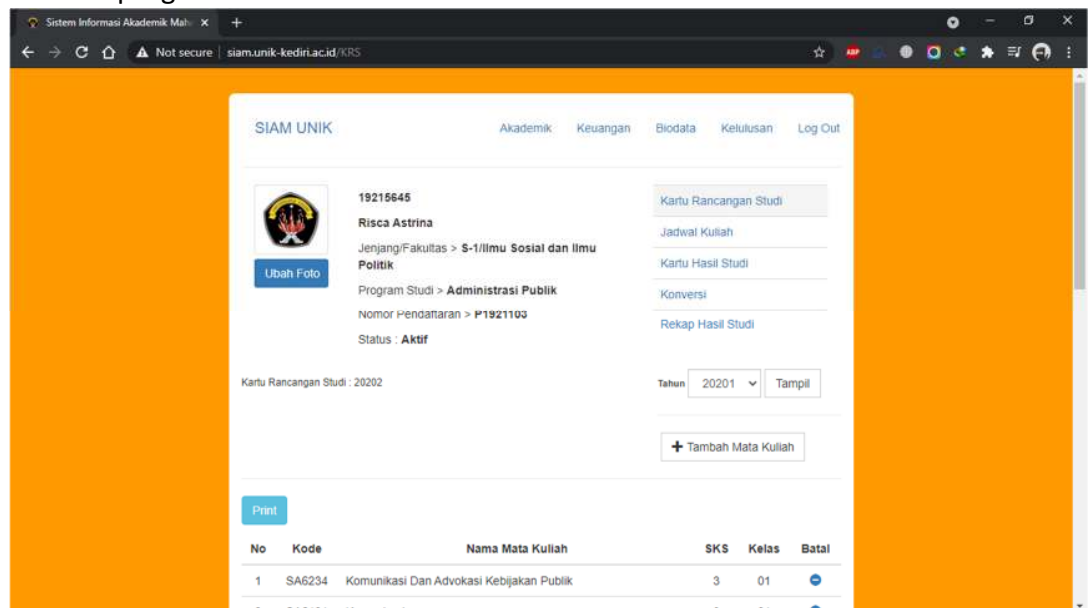 Sistem Informasi Akademik Mah
Not secure | siam.unik-kediri.ac.id/KRS
ABP
SIAM UNIK Akademik Keuangan Biodata Kelulusan Log Out
19215645
Risca Astrina
Jenjang/Fakultas > S-1/Ilmu Sosial dan Ilmu
Politik
Program Studi > Administrasi Publik
Nomor Pendaftaran > P1921103
Status : Aktif
Ubah Foto
Kartu Rancangan Studi
Jadwal Kuliah
Kartu Hasil Studi
Konversi
Rekap Hasil Studi
Kartu Rancangan Studi : 20202
Tahun 20201 Tampil
+ Tambah Mata Kuliah
Print
No Kode Nama Mata Kuliah SKS Kelas Batal
1 SA6234 Komunikasi Dan Advokasi Kebijakan Publik 3 01